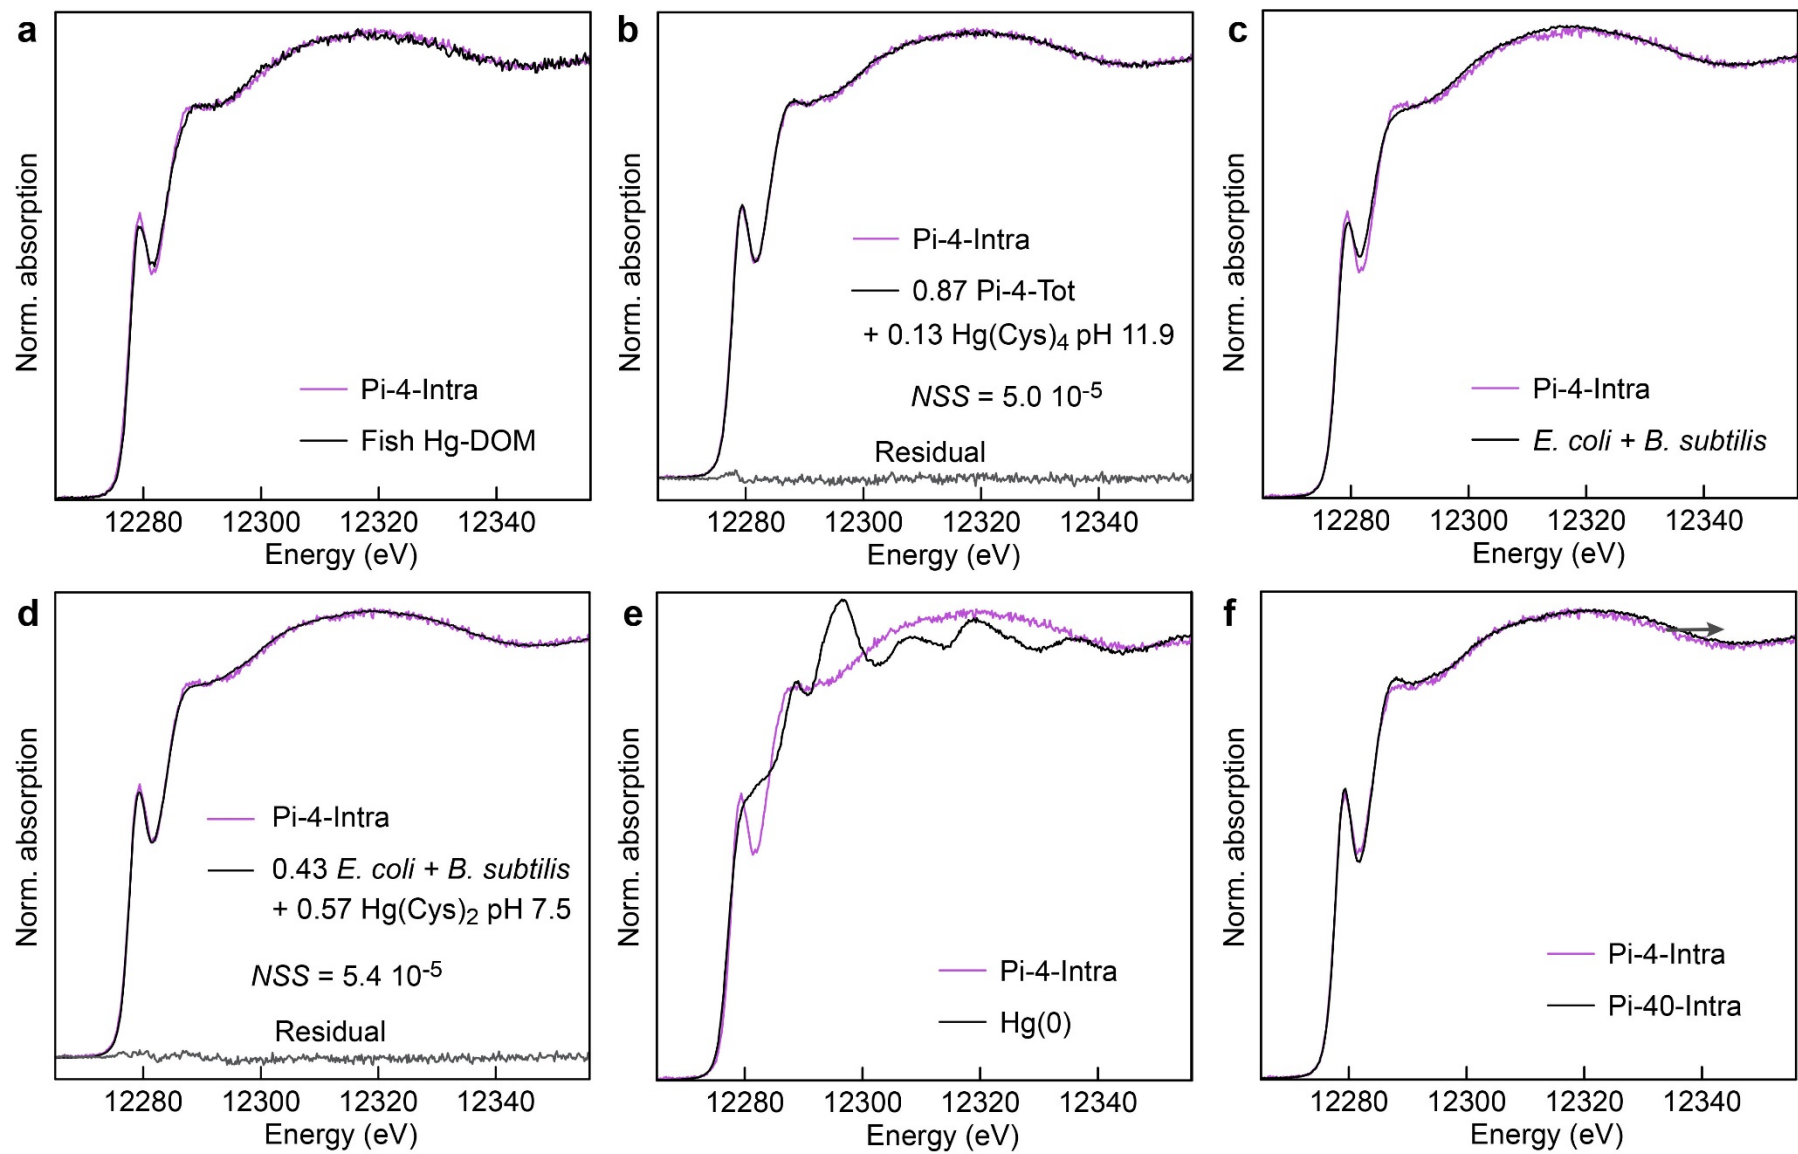 a
Norm. absorption
Pi-4-Intra
Fish Hg-DOM
12280 12300 12320 12340
Energy (eV)
b
Norm. absorption
Pi-4-Intra
0.87 Pi-4-Tot
+ 0.13 Hg(Cys)4 pH 11.9
NSS = 5.0 10-5
Residual
12280 12300 12320 12340
Energy (eV)
c
Norm. absorption
Pi-4-Intra
E. coli + B. subtilis
12280 12300 12320 12340
Energy (eV)
d
Norm. absorption
Pi-4-Intra
0.43 E. coli + B. subtilis
+ 0.57 Hg(Cys)2 pH 7.5
NSS = 5.4 10-5
Residual
12280 12300 12320 12340
Energy (eV)
e
Norm. absorption
Pi-4-Intra
Hg(0)
12280 12300 12320 12340
Energy (eV)
f
Norm. absorption
Pi-4-Intra
Pi-40-Intra
12280 12300 12320 12340
Energy (eV)